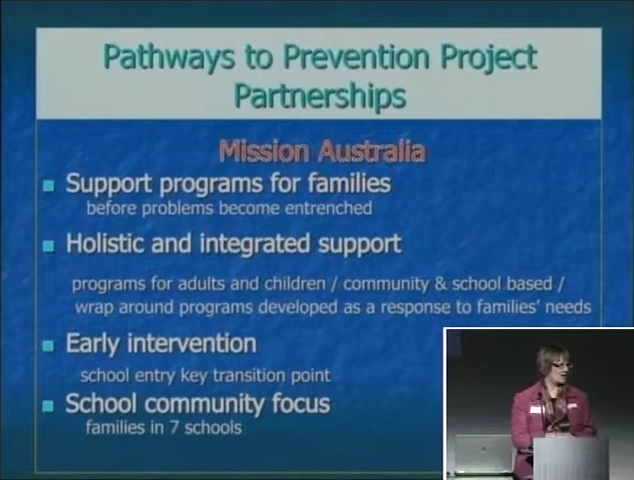 Pathways to Prevention Project
Partnerships
Mission Australia
Support programs for families
before problems become entrenched
Holistic and integrated support
programs for adults and children / community & school based /
wrap around programs developed as a response to families' needs
Early intervention
school entry key transition point
School community focus
families in 7 schools